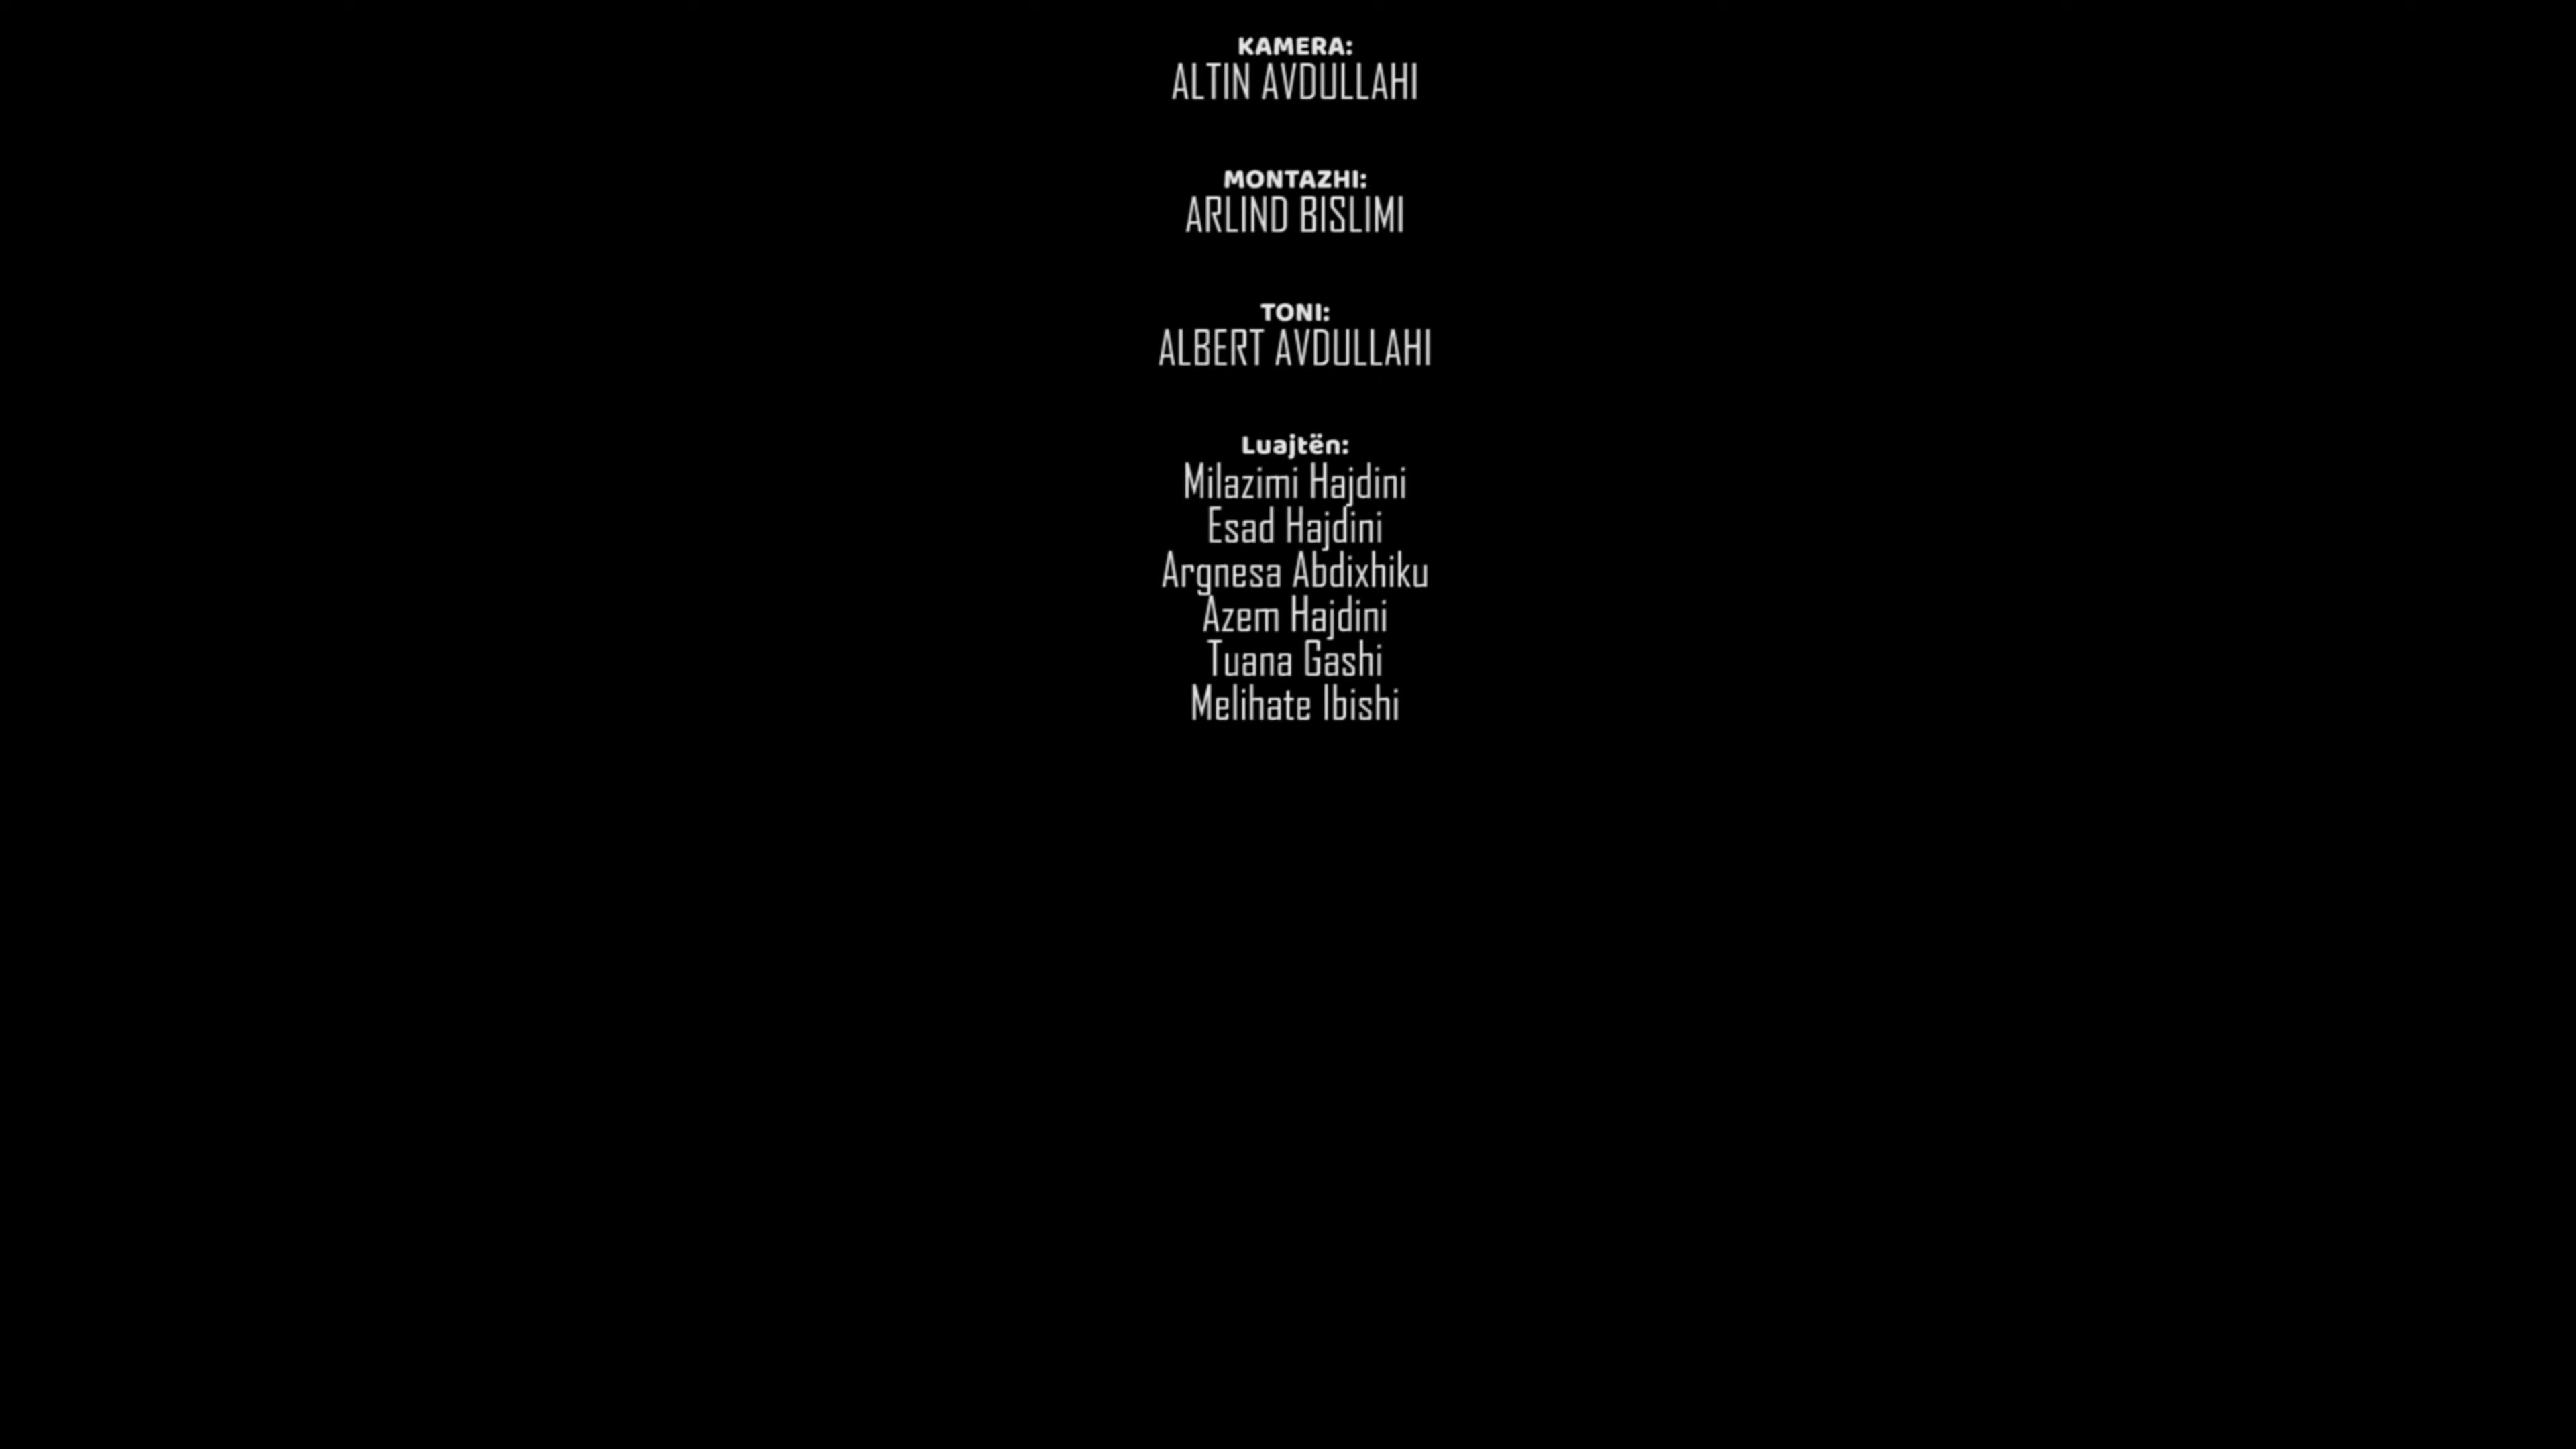 KAMERA:
ALTIN AVDULLAHI
MONTAZHI:
ARLIND BISLIMI
TONI:
ALBERT AVDULLAHI
Luajtën:
Milazimi Hajdini
Esad Hajdini
Argnesa Abdixhiku
Azem Hajdini
Tuana Gashi
Melihate Ibishi